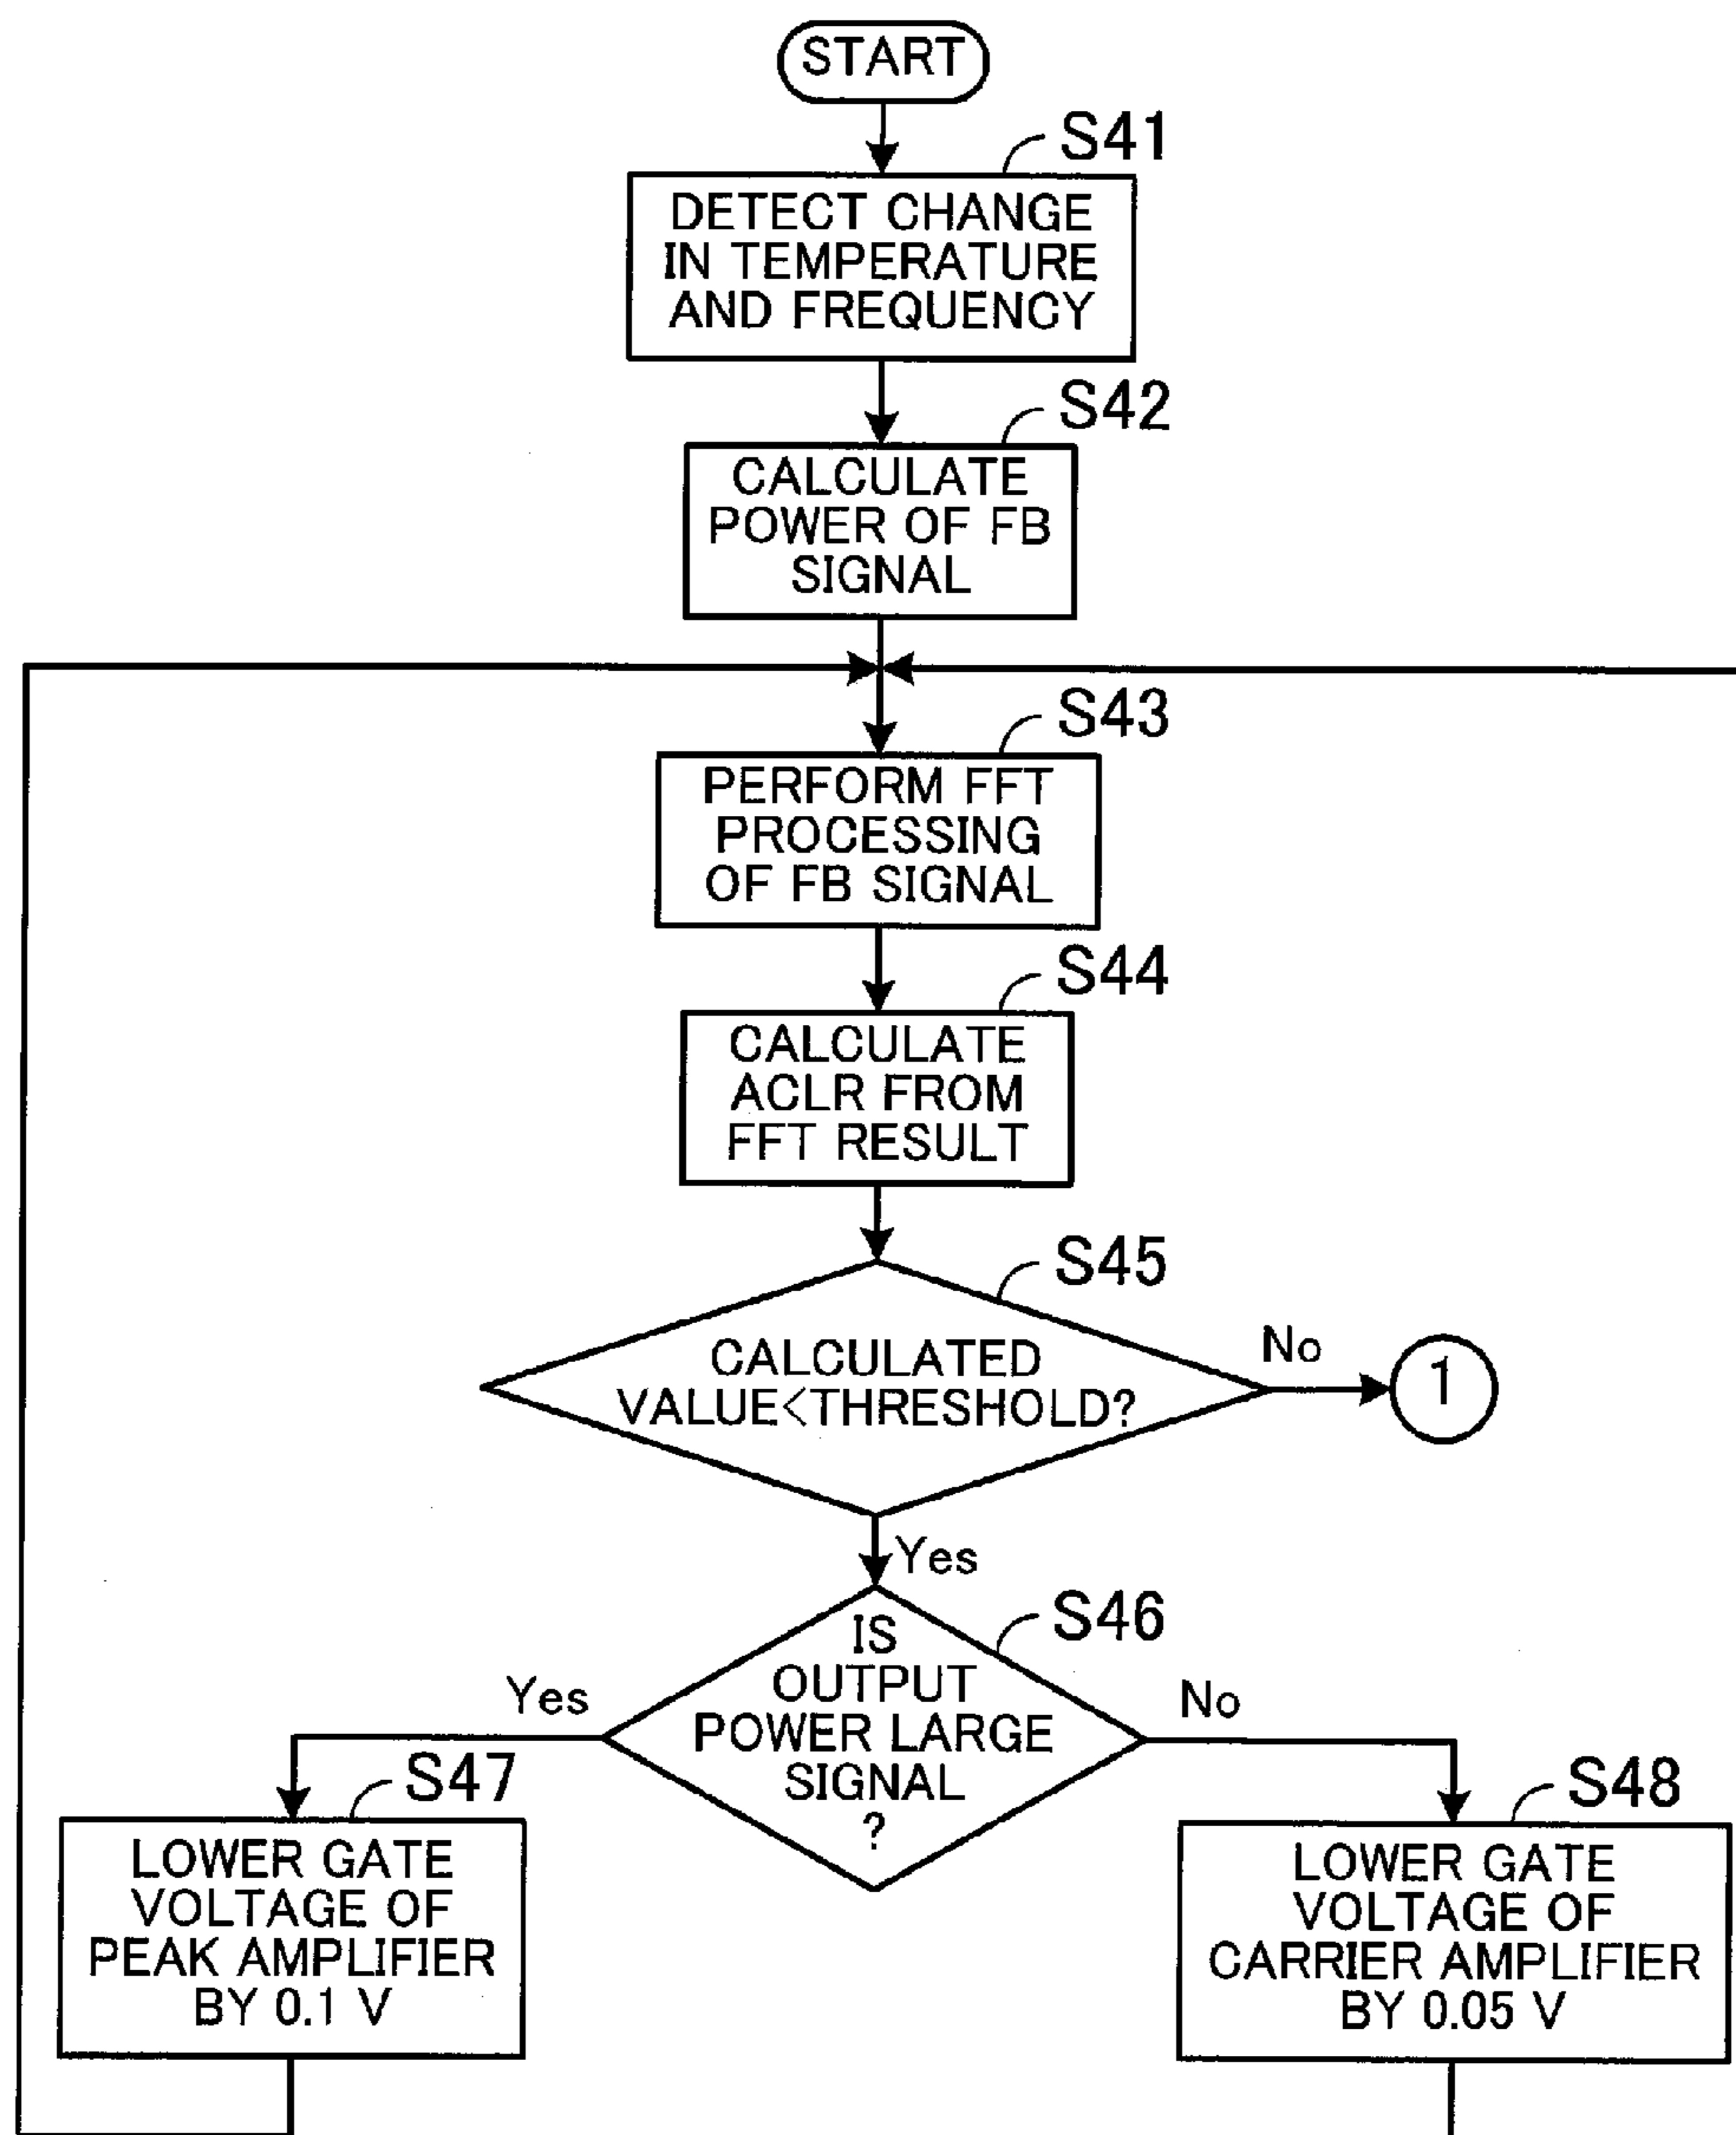 START
S41
DETECT CHANGE
IN TEMPERATURE
AND FREQUENCY
S42
CALCULATE
POWER OF FB
SIGNAL
S43
PERFORM FFT
PROCESSING
OF FB SIGNAL
S44
CALCULATE
ACLR FROM
FFT RESULT
S45
CALCULATED
VALUE<THRESHOLD?
No
1
Yes
S46
IS
OUTPUT
POWER LARGE
SIGNAL
?
Yes
No
S47
LOWER GATE
VOLTAGE OF
PEAK AMPLIFIER
BY 0.1 V
S48
LOWER GATE
VOLTAGE OF
CARRIER AMPLIFIER
BY 0.05 V